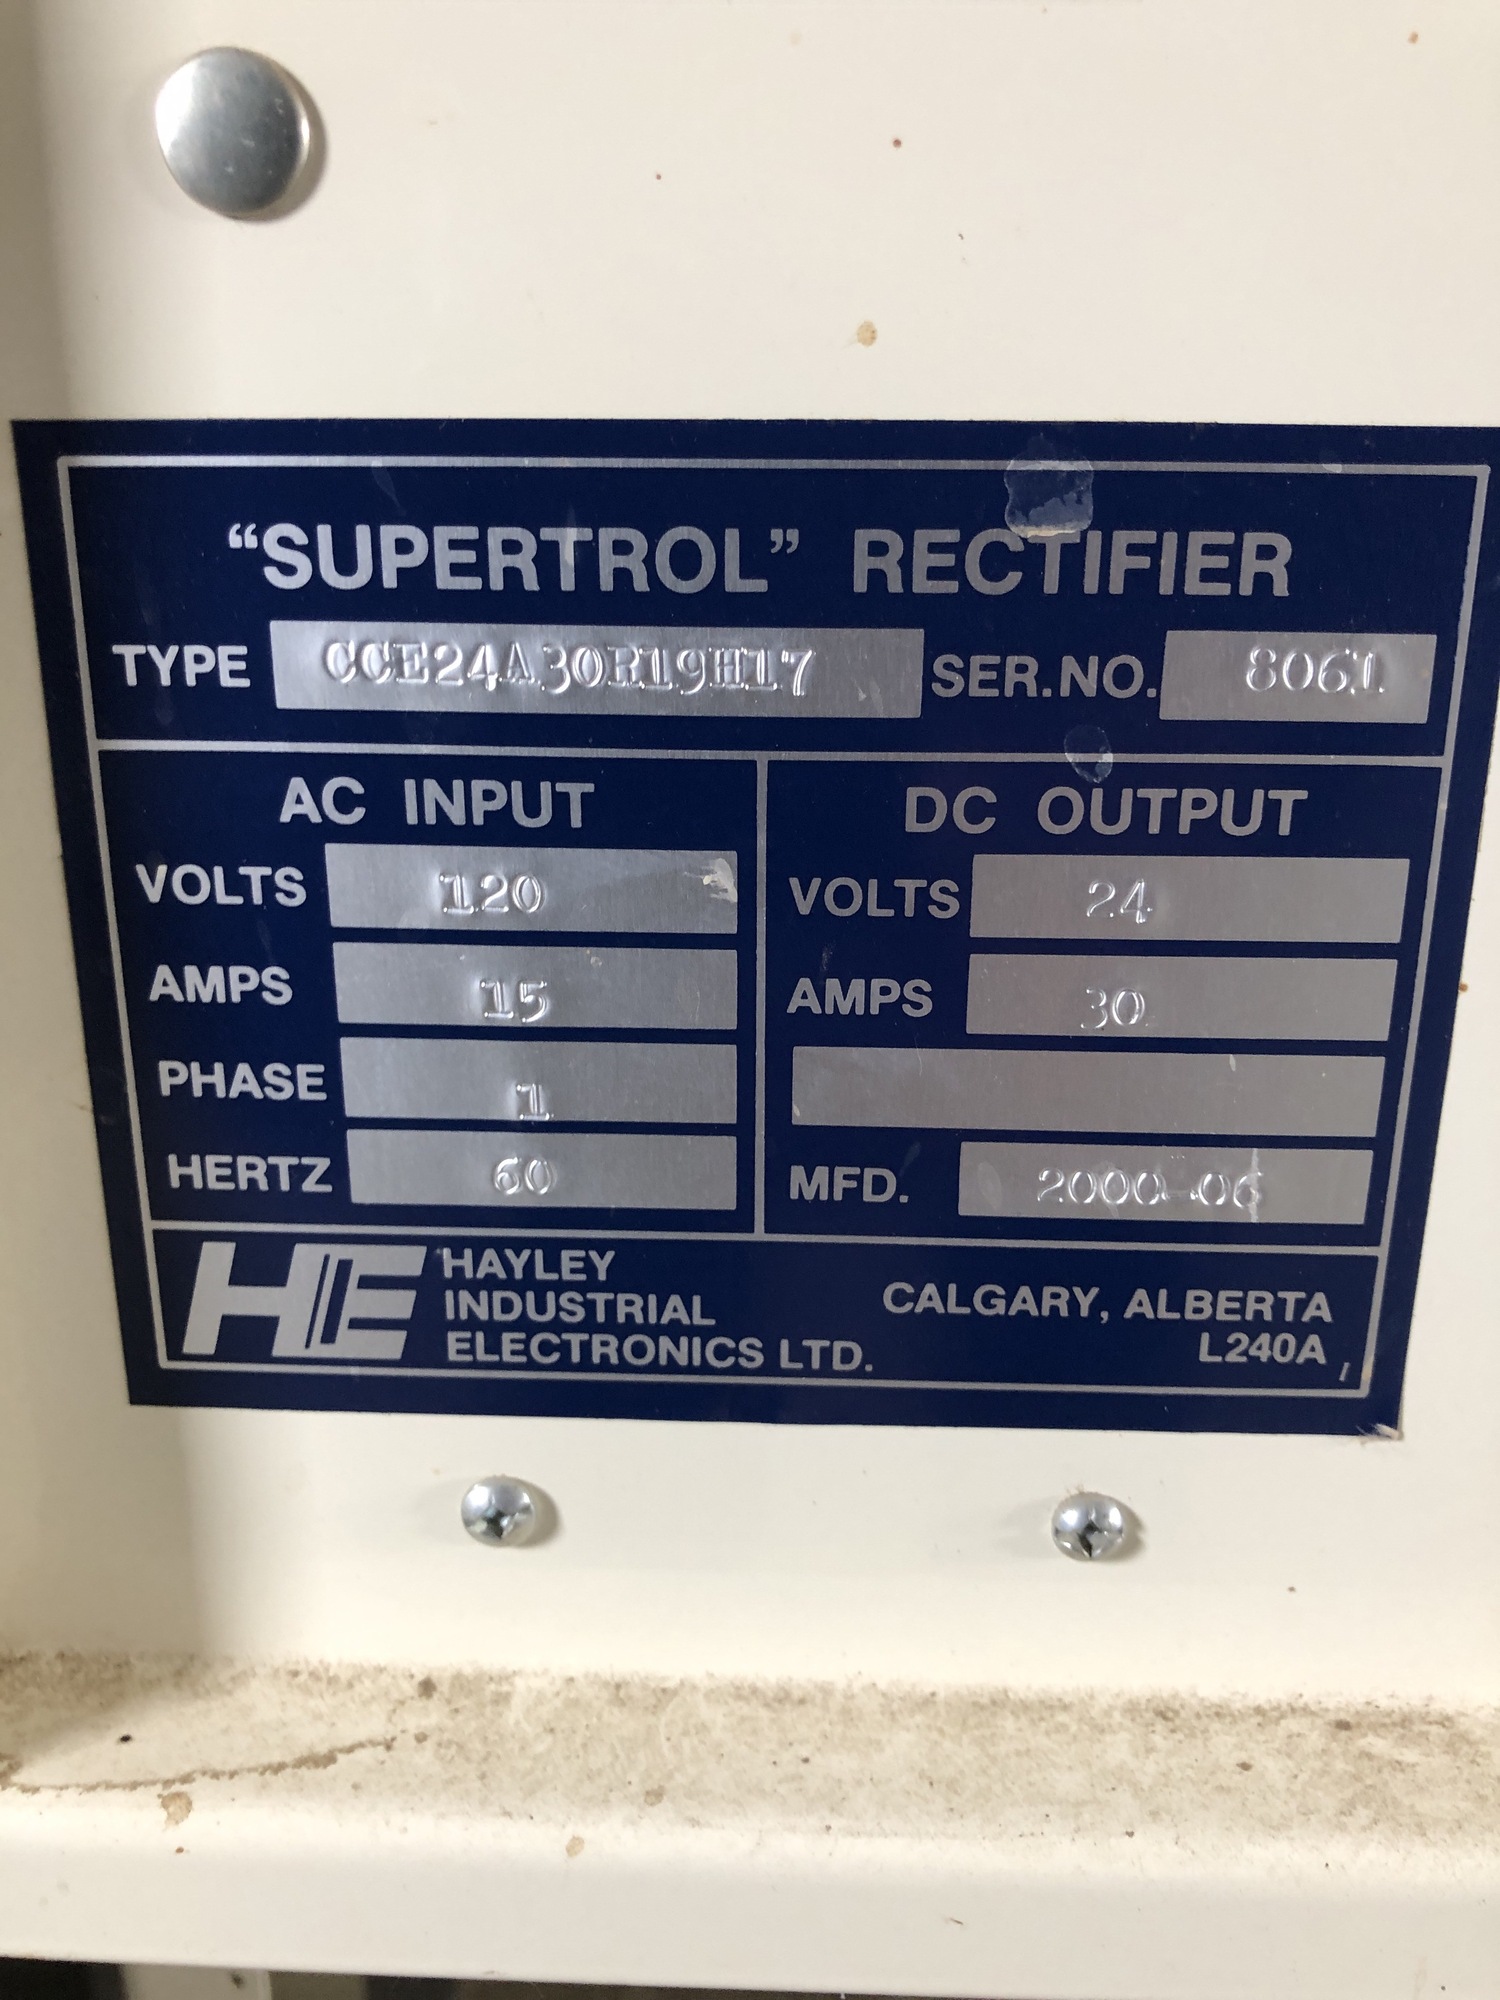 “SUPERTROL” RECTIFIER
TYPE CCE24A30R19H17 SER.NO. 8061
AC INPUT
VOLTS 120
AMPS 15
PHASE 1
HERTZ 60
DC OUTPUT
VOLTS 24
AMPS 30
MFD. 2000-06
HE HAYLEY
INDUSTRIAL
ELECTRONICS LTD.
CALGARY, ALBERTA
L240A